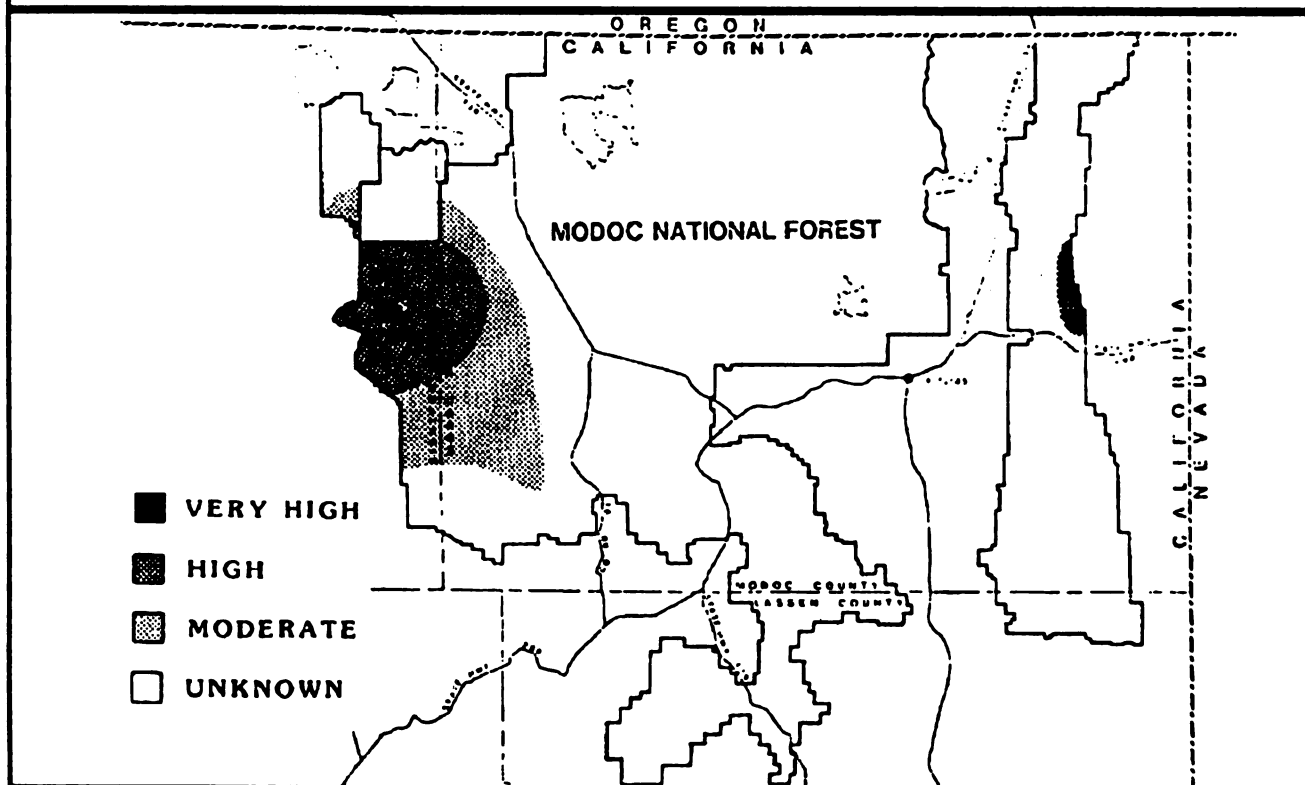 OREGON
CALIFORNIA
MODOC NATIONAL FOREST
CALIFORNIA
NEVADA
VERY HIGH
HIGH
MODERATE
UNKNOWN
MODOC COUNTY
LASSEN COUNTY